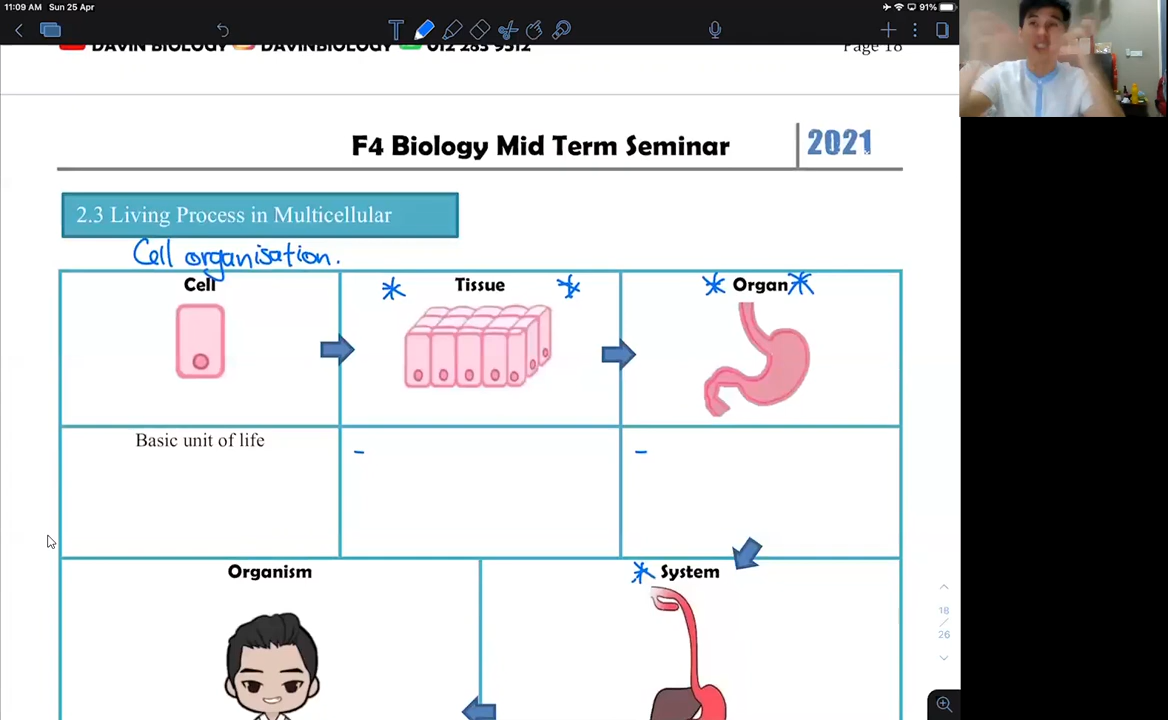 11:09 AM Sun 25 Apr
91%
DAVIN BIOLOGY DAVINBIOLOGY 012 283 9312
Page 18
F4 Biology Mid Term Seminar 2021
2.3 Living Process in Multicellular
Cell organisation.
Cell
Tissue
Organ
Basic unit of life
Organism
System
18
26